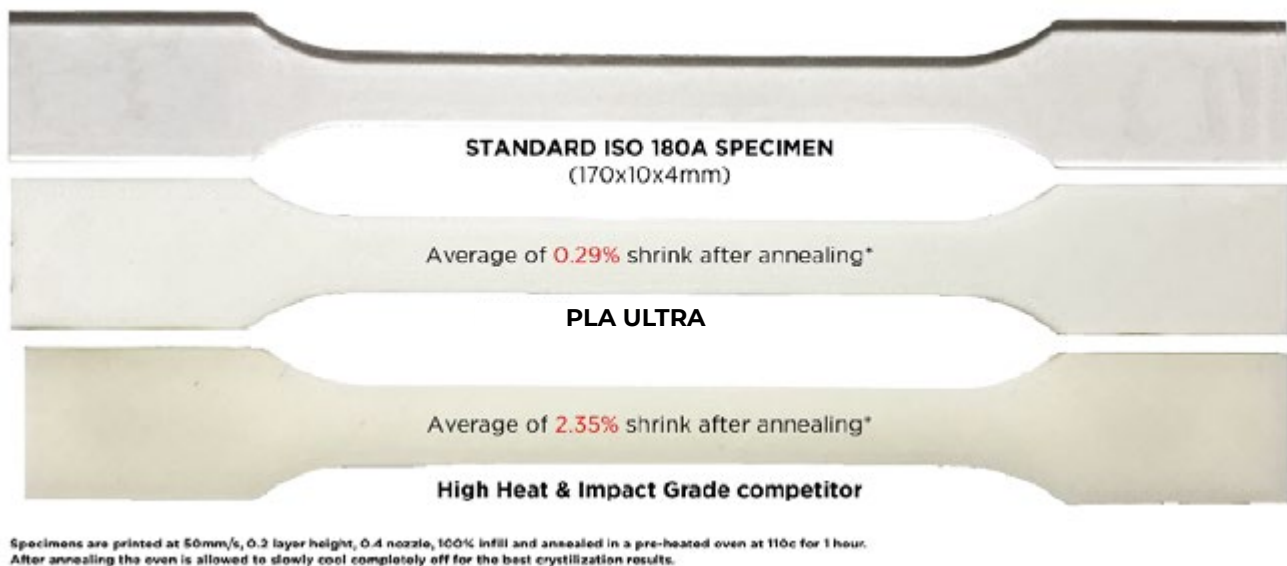 STANDARD ISO 180A SPECIMEN
(170x10x4mm)
Average of 0.29% shrink after annealing*
PLA ULTRA
Average of 2.35% shrink after annealing*
High Heat & Impact Grade competitor
Specimens are printed at 50mm/s, 0.2 layer height, 0.4 nozzle, 100% infill and annealed in a pre-heated oven at 110c for 1 hour.
After annealing the oven is allowed to slowly cool completely off for the best crystilization results.